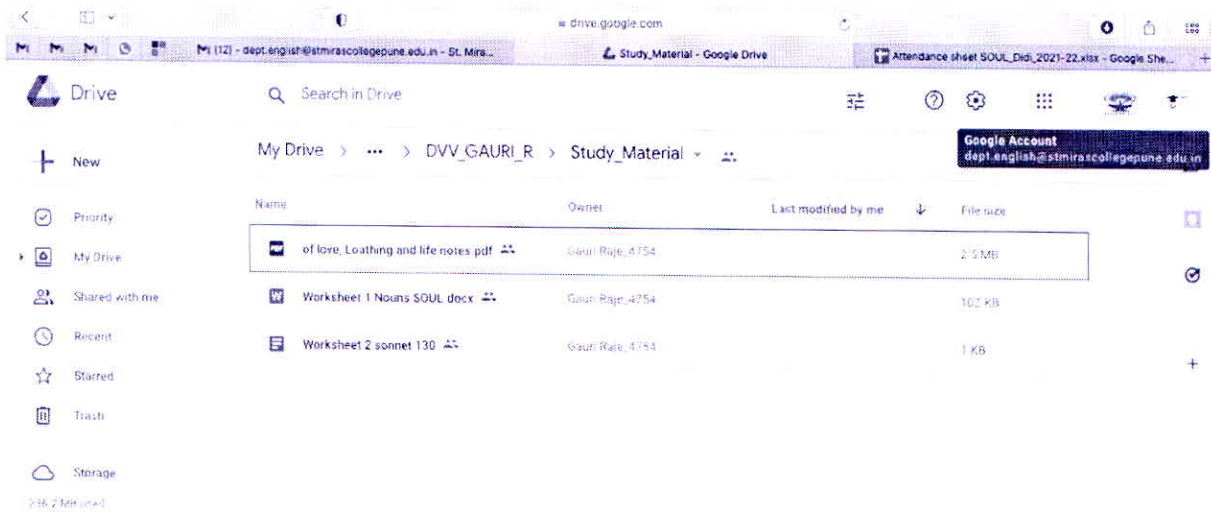 drive.google.com
(12) - dept.english@stmirascollegepune.edu.in - St. Mira...
Study_Material - Google Drive
Attendance sheet SOUL_Didi_2021-22.xlsx - Google She...
Drive
Search in Drive
New
My Drive > ... > DVV_GAURI_R > Study_Material
Google Account
dept.english@stmirascollegepune.edu.in
Name Owner Last modified by me File size
Priority
of love, Loathing and life notes.pdf Gauri Raje, 4754 2.5 MB
My Drive
Worksheet 1 Nouns SOUL.docx Gauri Raje, 4754 102 KB
Shared with me
Worksheet 2 sonnet 130 Gauri Raje, 4754 1 KB
Recent
Starred
Trash
Storage
236.2 MB used